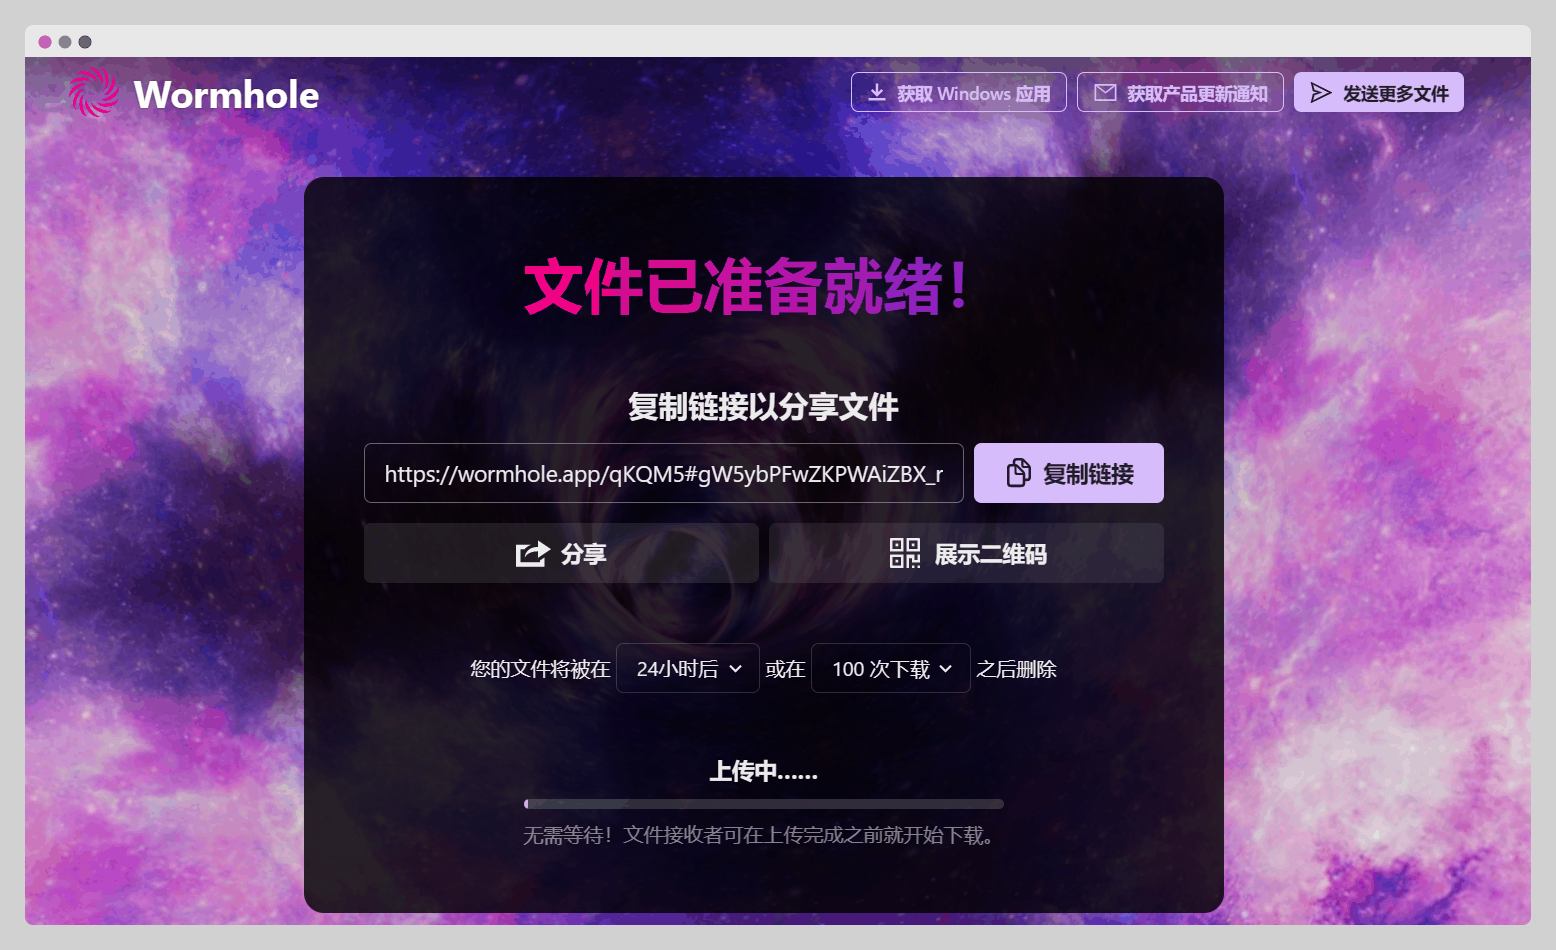 Wormhole
获取 Windows 应用
获取产品更新通知
发送更多文件
文件已准备就绪！
复制链接以分享文件
https://wormhole.app/qKQM5#gW5ybPFwZKPWAiZBX_r
复制链接
分享
展示二维码
您的文件将被在 24小时后 或在 100 次下载 之后删除
上传中......
无需等待！文件接收者可在上传完成之前就开始下载。